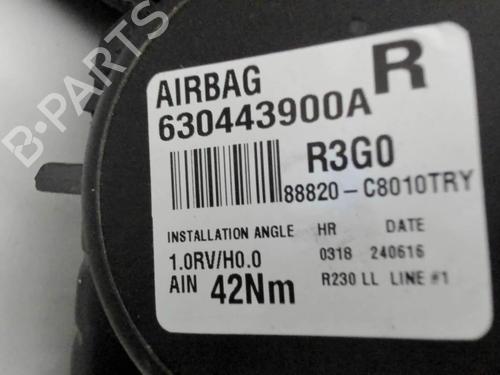 AIRBAG R
630443900A
R3G0
88820-C8010TRY
INSTALLATION ANGLE HR DATE
1.0RV/H0.0 0318 240616
AIN 42Nm R230 LL LINE #1
B-PARTS